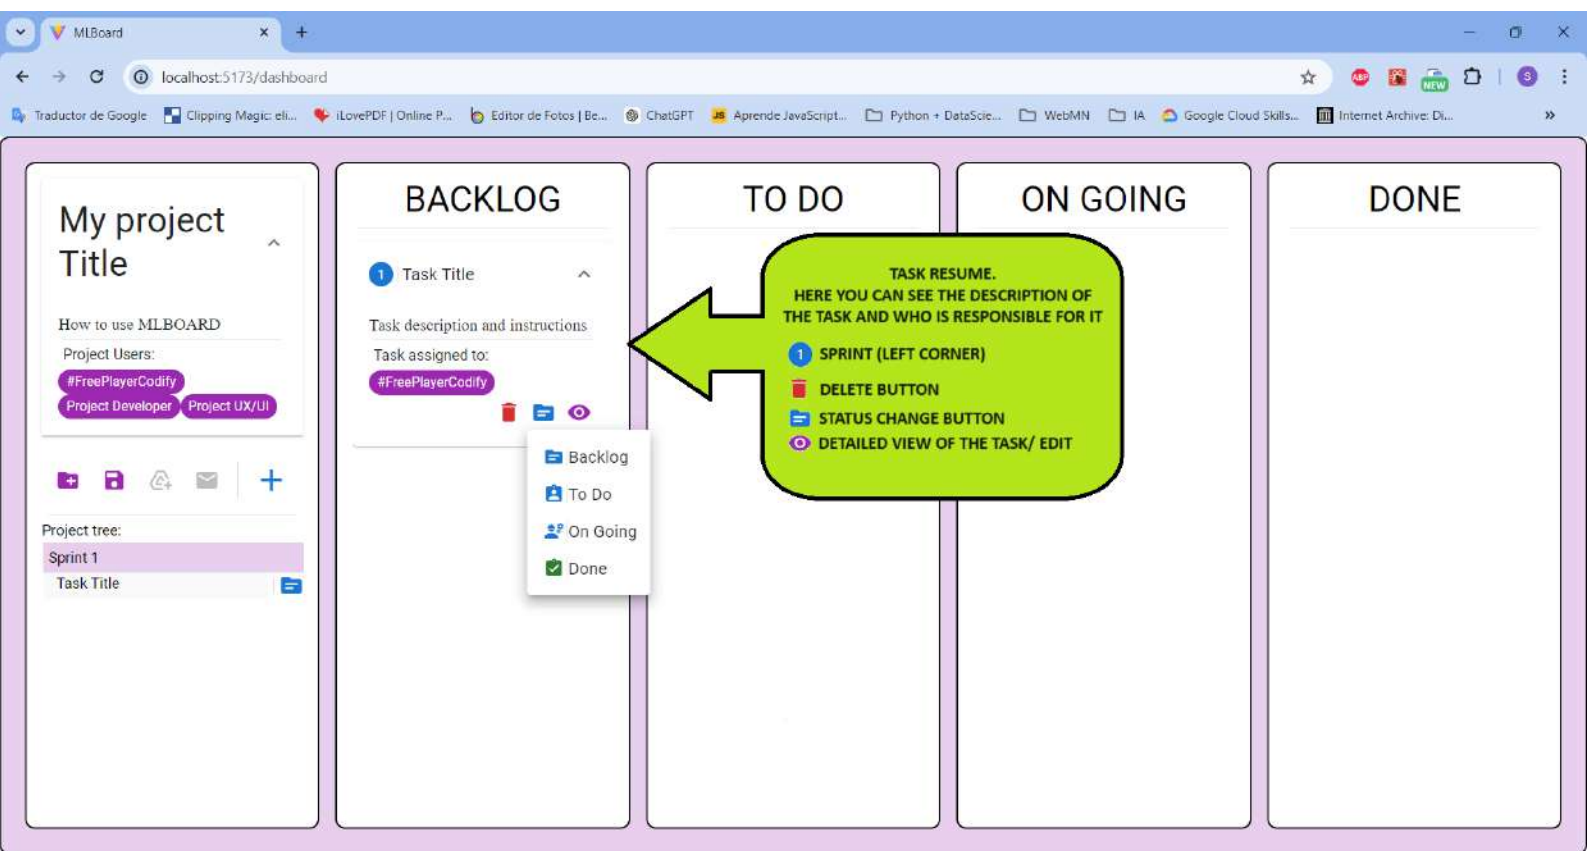 MLBoard
localhost:5173/dashboard
Traductor de Google
Clipping Magic: eli...
iLovePDF | Online P...
Editor de Fotos | Be...
ChatGPT
JS
Aprende JavaScript...
Python + DataScie...
WebMN
IA
Google Cloud Skills...
Internet Archive: Di...
ABP
NEW
S
My project
Title
How to use MLBOARD
Project Users:
#FreePlayerCodify
Project Developer
Project UX/UI
Project tree:
Sprint 1
Task Title
BACKLOG
1 Task Title
Task description and instructions
Task assigned to:
#FreePlayerCodify
Backlog
To Do
On Going
Done
TO DO
TASK RESUME.
HERE YOU CAN SEE THE DESCRIPTION OF
THE TASK AND WHO IS RESPONSIBLE FOR IT
1 SPRINT (LEFT CORNER)
DELETE BUTTON
STATUS CHANGE BUTTON
DETAILED VIEW OF THE TASK/ EDIT
ON GOING
DONE